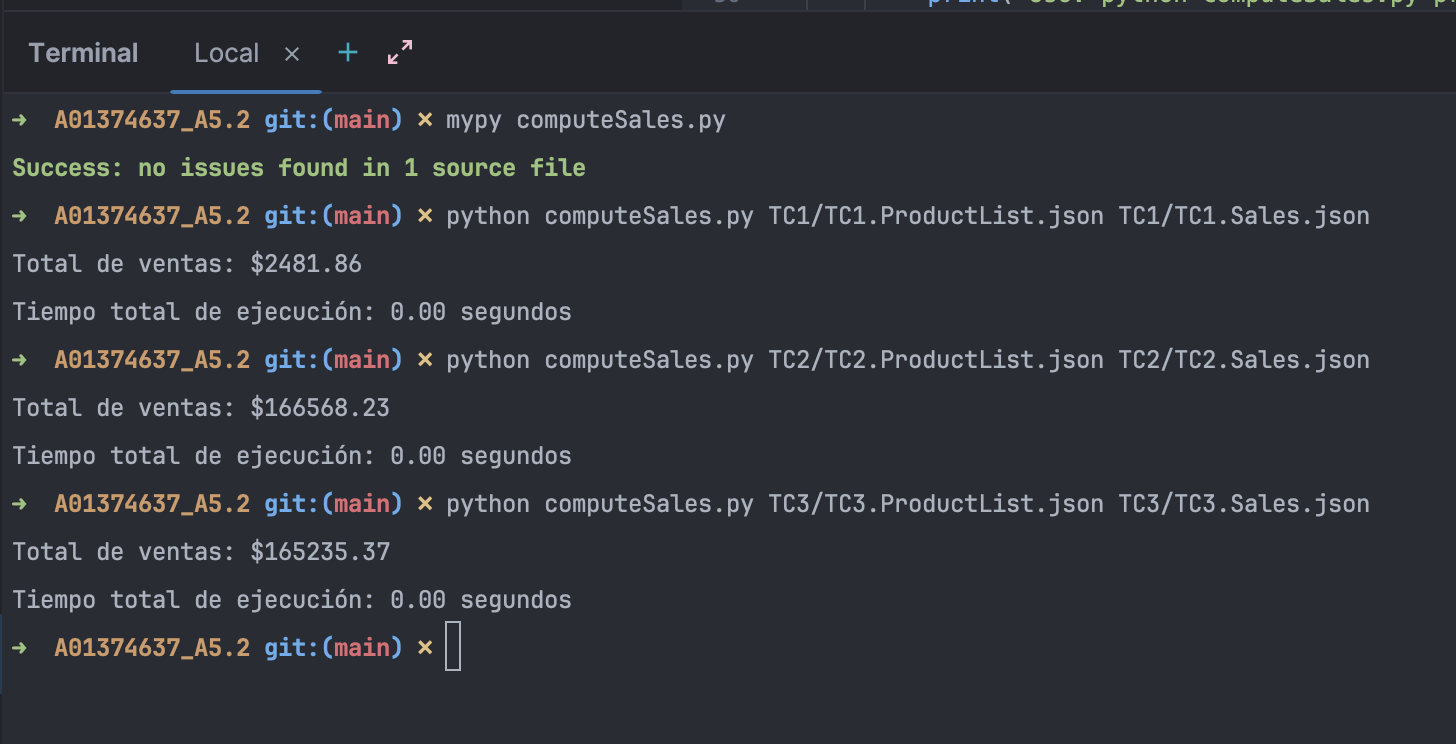 print(
Terminal Local × +
➜ A01374637_A5.2 git:(main) ✗ mypy computeSales.py
Success: no issues found in 1 source file
➜ A01374637_A5.2 git:(main) ✗ python computeSales.py TC1/TC1.ProductList.json TC1/TC1.Sales.json
Total de ventas: $2481.86
Tiempo total de ejecución: 0.00 segundos
➜ A01374637_A5.2 git:(main) ✗ python computeSales.py TC2/TC2.ProductList.json TC2/TC2.Sales.json
Total de ventas: $166568.23
Tiempo total de ejecución: 0.00 segundos
➜ A01374637_A5.2 git:(main) ✗ python computeSales.py TC3/TC3.ProductList.json TC3/TC3.Sales.json
Total de ventas: $165235.37
Tiempo total de ejecución: 0.00 segundos
➜ A01374637_A5.2 git:(main) ✗